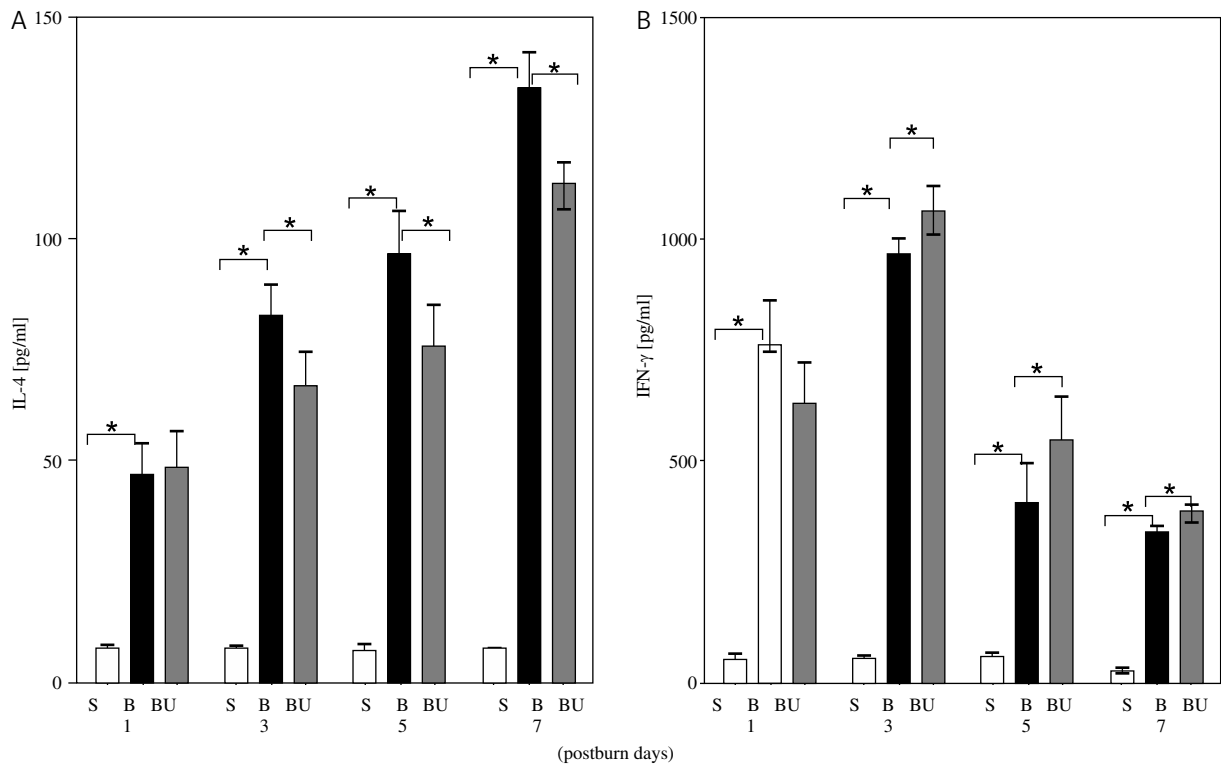 A
IL-4 [pg/ml]
150
100
50
0
* * * * * * *
S B BU S B BU S B BU S B BU
1 3 5 7
B
IFN-γ [pg/ml]
1500
1000
500
0
* * * * * * *
S B BU S B BU S B BU S B BU
1 3 5 7
(postburn days)